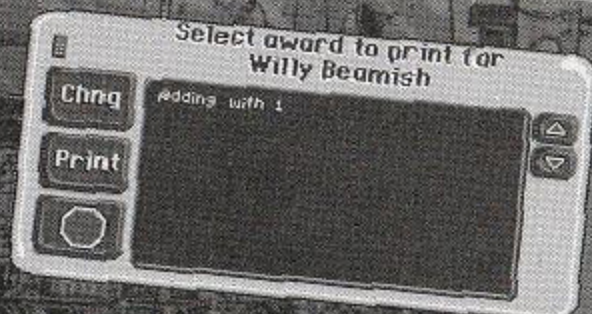 Select award to print for
Willy Beamish
Chng
Adding with 1
Print